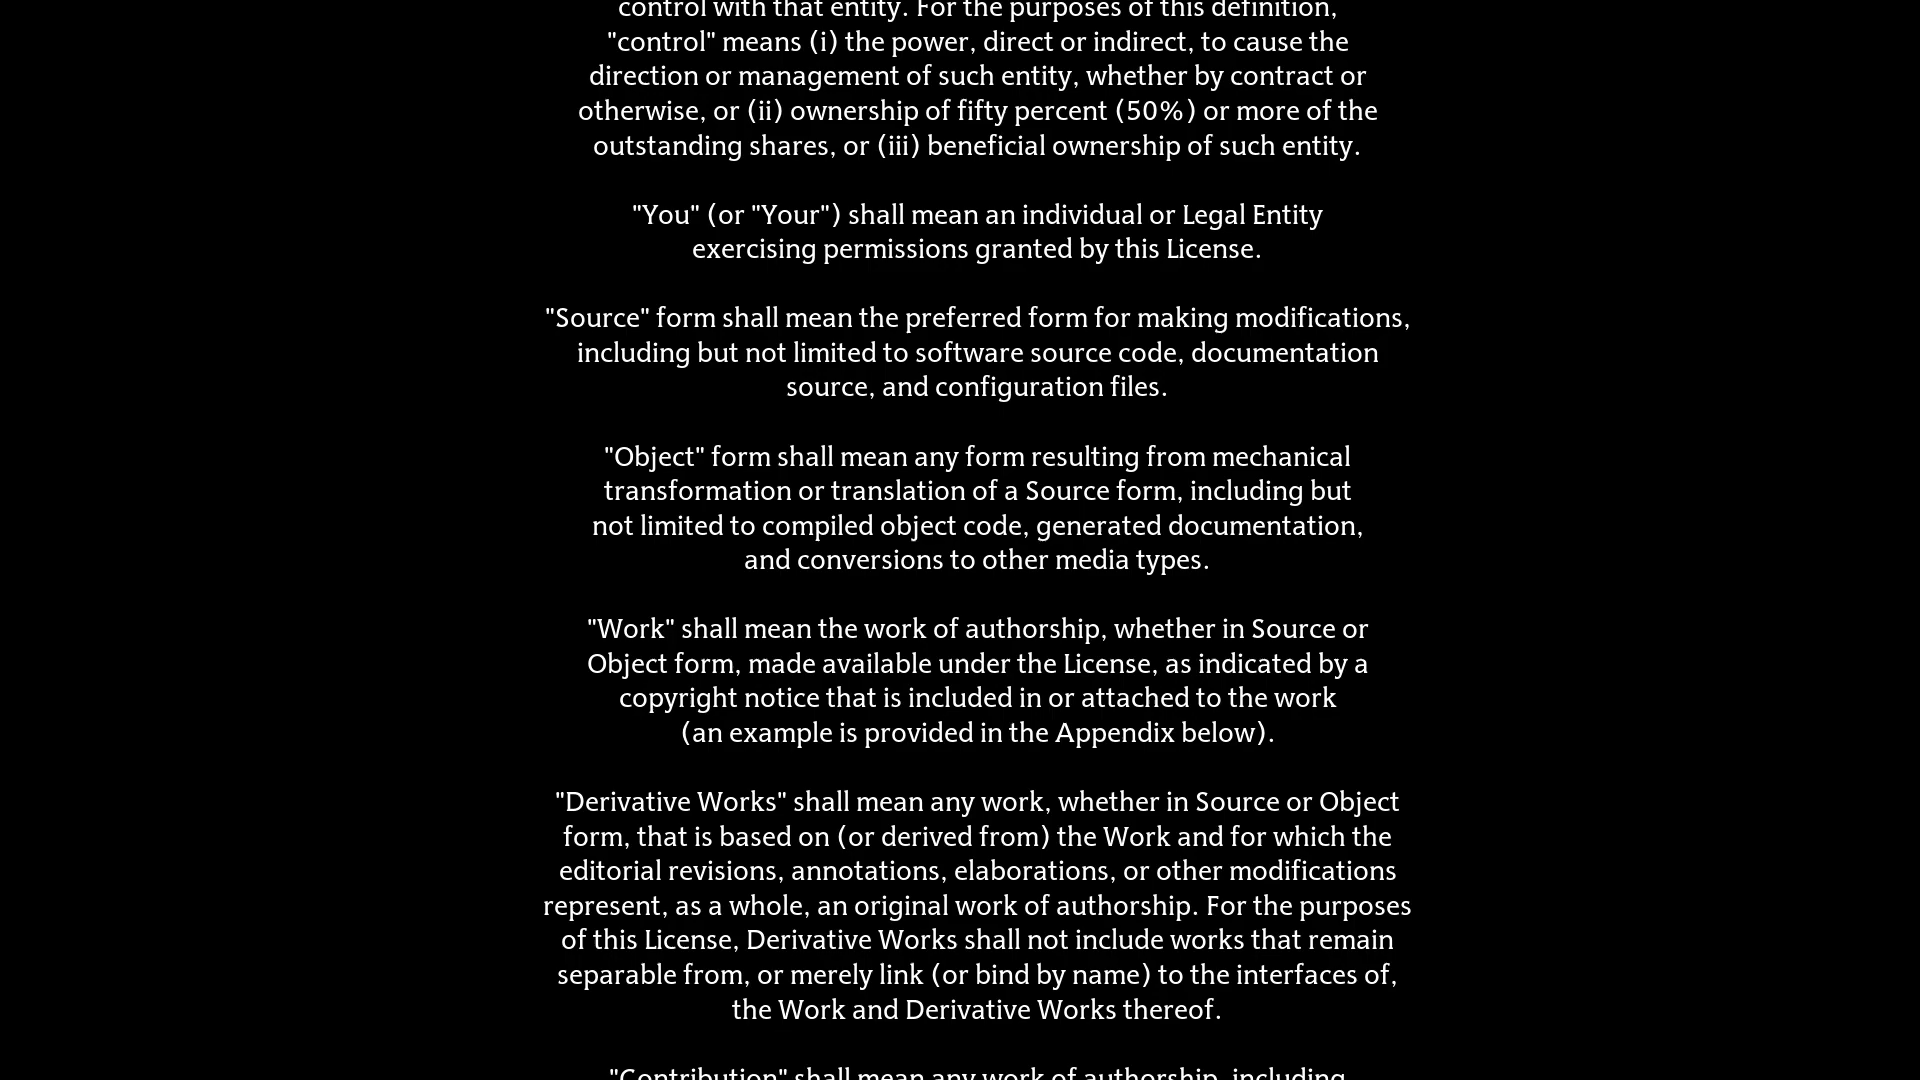 control with that entity. For the purposes of this definition,
"control" means (i) the power, direct or indirect, to cause the
direction or management of such entity, whether by contract or
otherwise, or (ii) ownership of fifty percent (50%) or more of the
outstanding shares, or (iii) beneficial ownership of such entity.
"You" (or "Your") shall mean an individual or Legal Entity
exercising permissions granted by this License.
"Source" form shall mean the preferred form for making modifications,
including but not limited to software source code, documentation
source, and configuration files.
"Object" form shall mean any form resulting from mechanical
transformation or translation of a Source form, including but
not limited to compiled object code, generated documentation,
and conversions to other media types.
"Work" shall mean the work of authorship, whether in Source or
Object form, made available under the License, as indicated by a
copyright notice that is included in or attached to the work
(an example is provided in the Appendix below).
"Derivative Works" shall mean any work, whether in Source or Object
form, that is based on (or derived from) the Work and for which the
editorial revisions, annotations, elaborations, or other modifications
represent, as a whole, an original work of authorship. For the purposes
of this License, Derivative Works shall not include works that remain
separable from, or merely link (or bind by name) to the interfaces of,
the Work and Derivative Works thereof.
"Contribution" shall mean any work of authorship, including